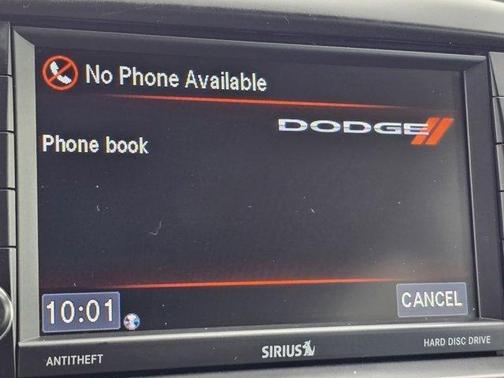 No Phone Available
DODGE
Phone book
10:01
CANCEL
ANTITHEFT
SIRIUS
HARD DISC DRIVE